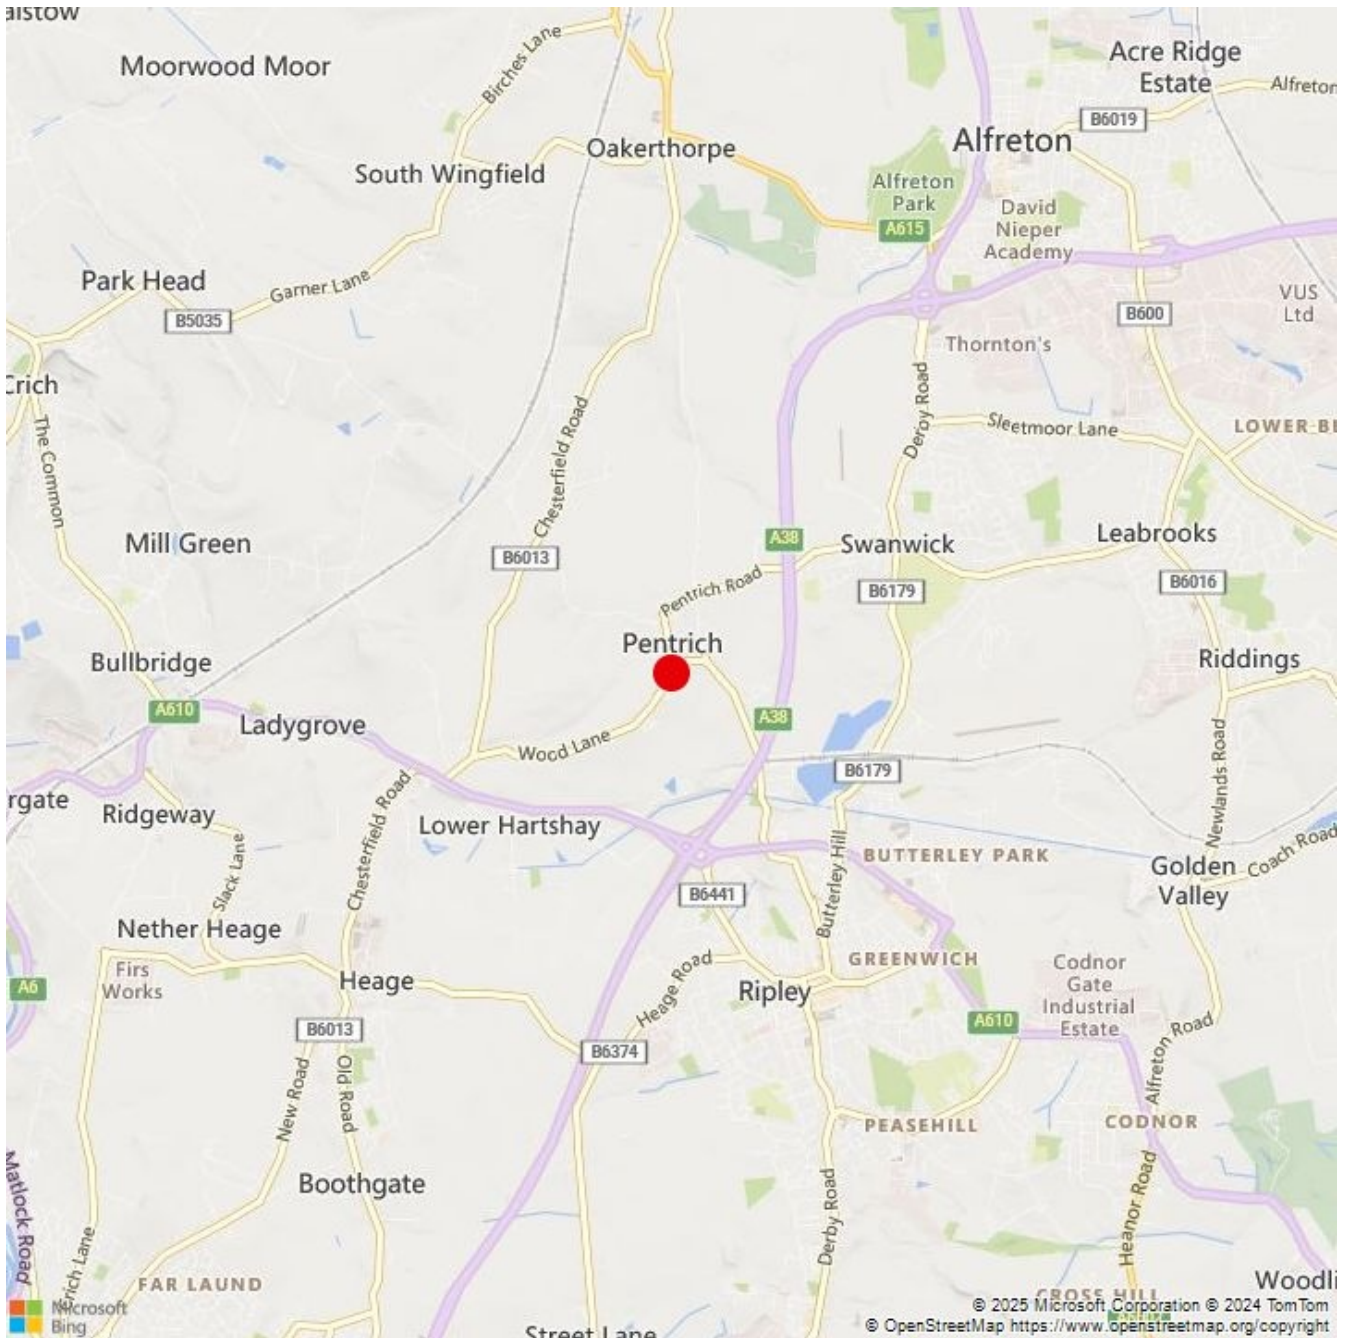 Moorwood Moor
Birches Lane
Acre Ridge
Estate
Alfreton
B6019
Alfreton
Oakerthorpe
South Wingfield
Alfreton
Park
David
Nieper
Academy
A615
Park Head
Garner Lane
B5035
VUS
Ltd
B600
Thornton's
Crich
The Common
Chesterfield Road
Derby Road
Sleetmoor Lane
LOWER B
Mill Green
B6013
A38
Swanwick
Leabrooks
Pentrich Road
B6179
B6016
Pentrich
Bullbridge
Riddings
A610
Ladygrove
A38
Wood Lane
B6179
Newlands Road
rgate
Ridgeway
Chesterfield Road
Lower Hartshay
Butterley Hill
BUTTERLEY PARK
Golden
Valley
Coach Road
Slack Lane
B6441
Nether Heage
Firs
Works
Heage
Heage Road
GREENWICH
Codnor
Gate
Industrial
Estate
A6
Ripley
B6013
A610
B6374
Alfreton Road
New Road
Old Road
PEASEHILL
CODNOR
Matlock Road
Boothgate
Derby Road
Heanor Road
Crich Lane
FAR LAUND
Woodli
CROSS HILL
Microsoft
Bing
Street Lane
© 2025 Microsoft Corporation © 2024 TomTom
© OpenStreetMap https://www.openstreetmap.org/copyright